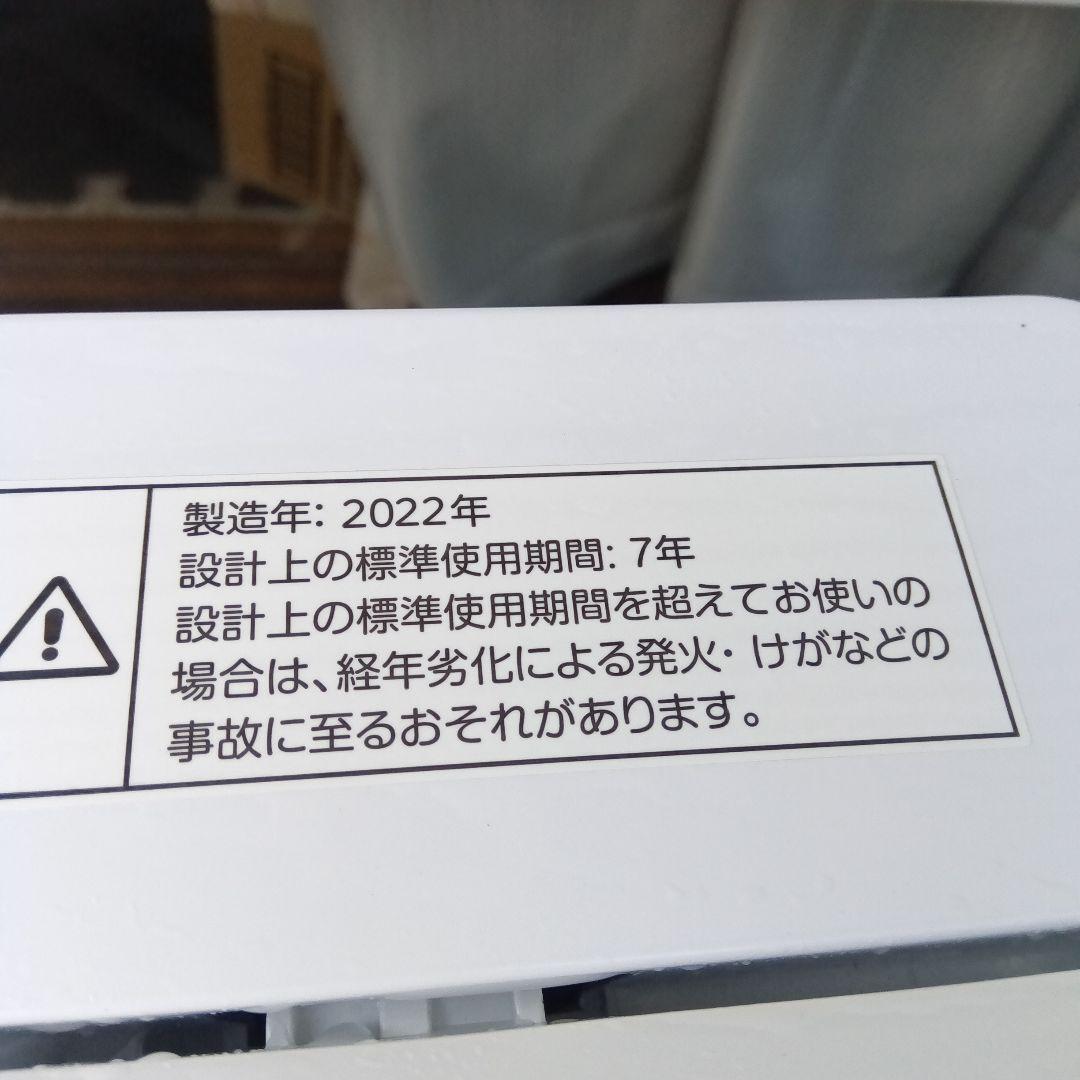 製造年: 2022年
設計上の標準使用期間: 7年
設計上の標準使用期間を超えてお使いの
場合は、経年劣化による発火・けがなどの
事故に至るおそれがあります。